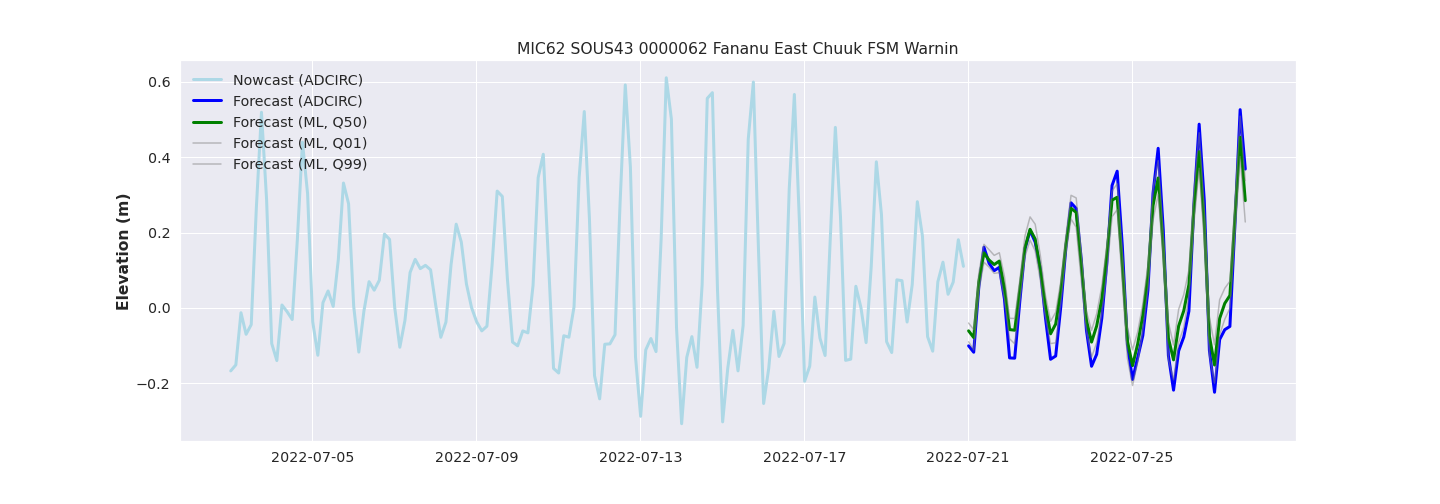 MIC62 SOUS43 0000062 Fananu East Chuuk FSM Warnin
Elevation (m)
0.6
0.4
0.2
0.0
−0.2
Nowcast (ADCIRC)
Forecast (ADCIRC)
Forecast (ML, Q50)
Forecast (ML, Q01)
Forecast (ML, Q99)
2022-07-05
2022-07-09
2022-07-13
2022-07-17
2022-07-21
2022-07-25